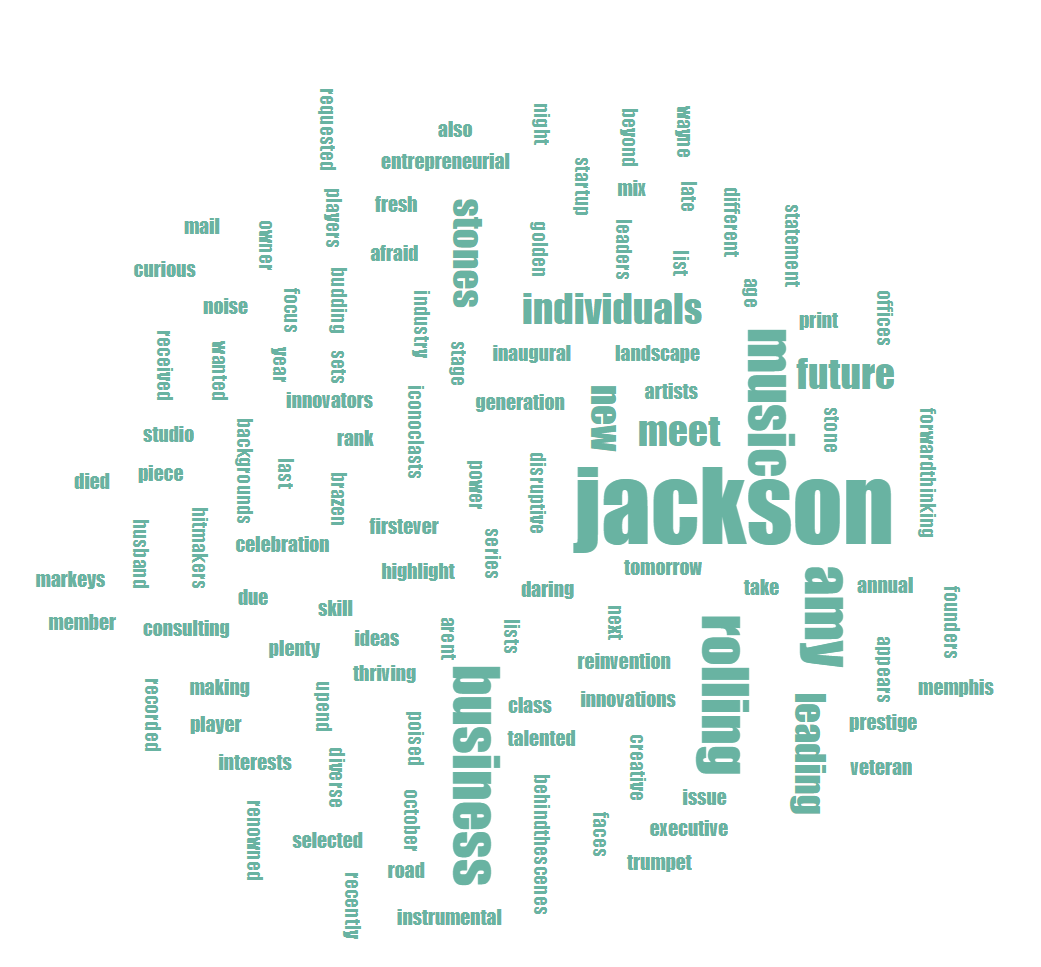 requested
also
night
beyond
wayne
entrepreneurial
startup
mix
late
different
players
fresh
stones
statement
mail
owner
afraid
golden
leaders
list
curious
budding
age
noise
focus
industry
individuals
offices
print
received
wanted
year
sets
stage
inaugural
landscape
music
future
innovators
iconoclasts
generation
new
artists
studio
backgrounds
rank
meet
stone
forwardthinking
died
piece
last
brazen
power
disruptive
jackson
husband
hitmakers
celebration
firstever
series
markeys
highlight
tomorrow
daring
take
amy
annual
founders
member
consulting
due
skill
plenty
ideas
arent
lists
next
rolling
appears
thriving
reinvention
recorded
making
upend
business
class
innovations
leading
memphis
player
poised
talented
prestige
interests
diverse
creative
veteran
renowned
selected
october
behindthescenes
issue
faces
executive
road
trumpet
recently
instrumental